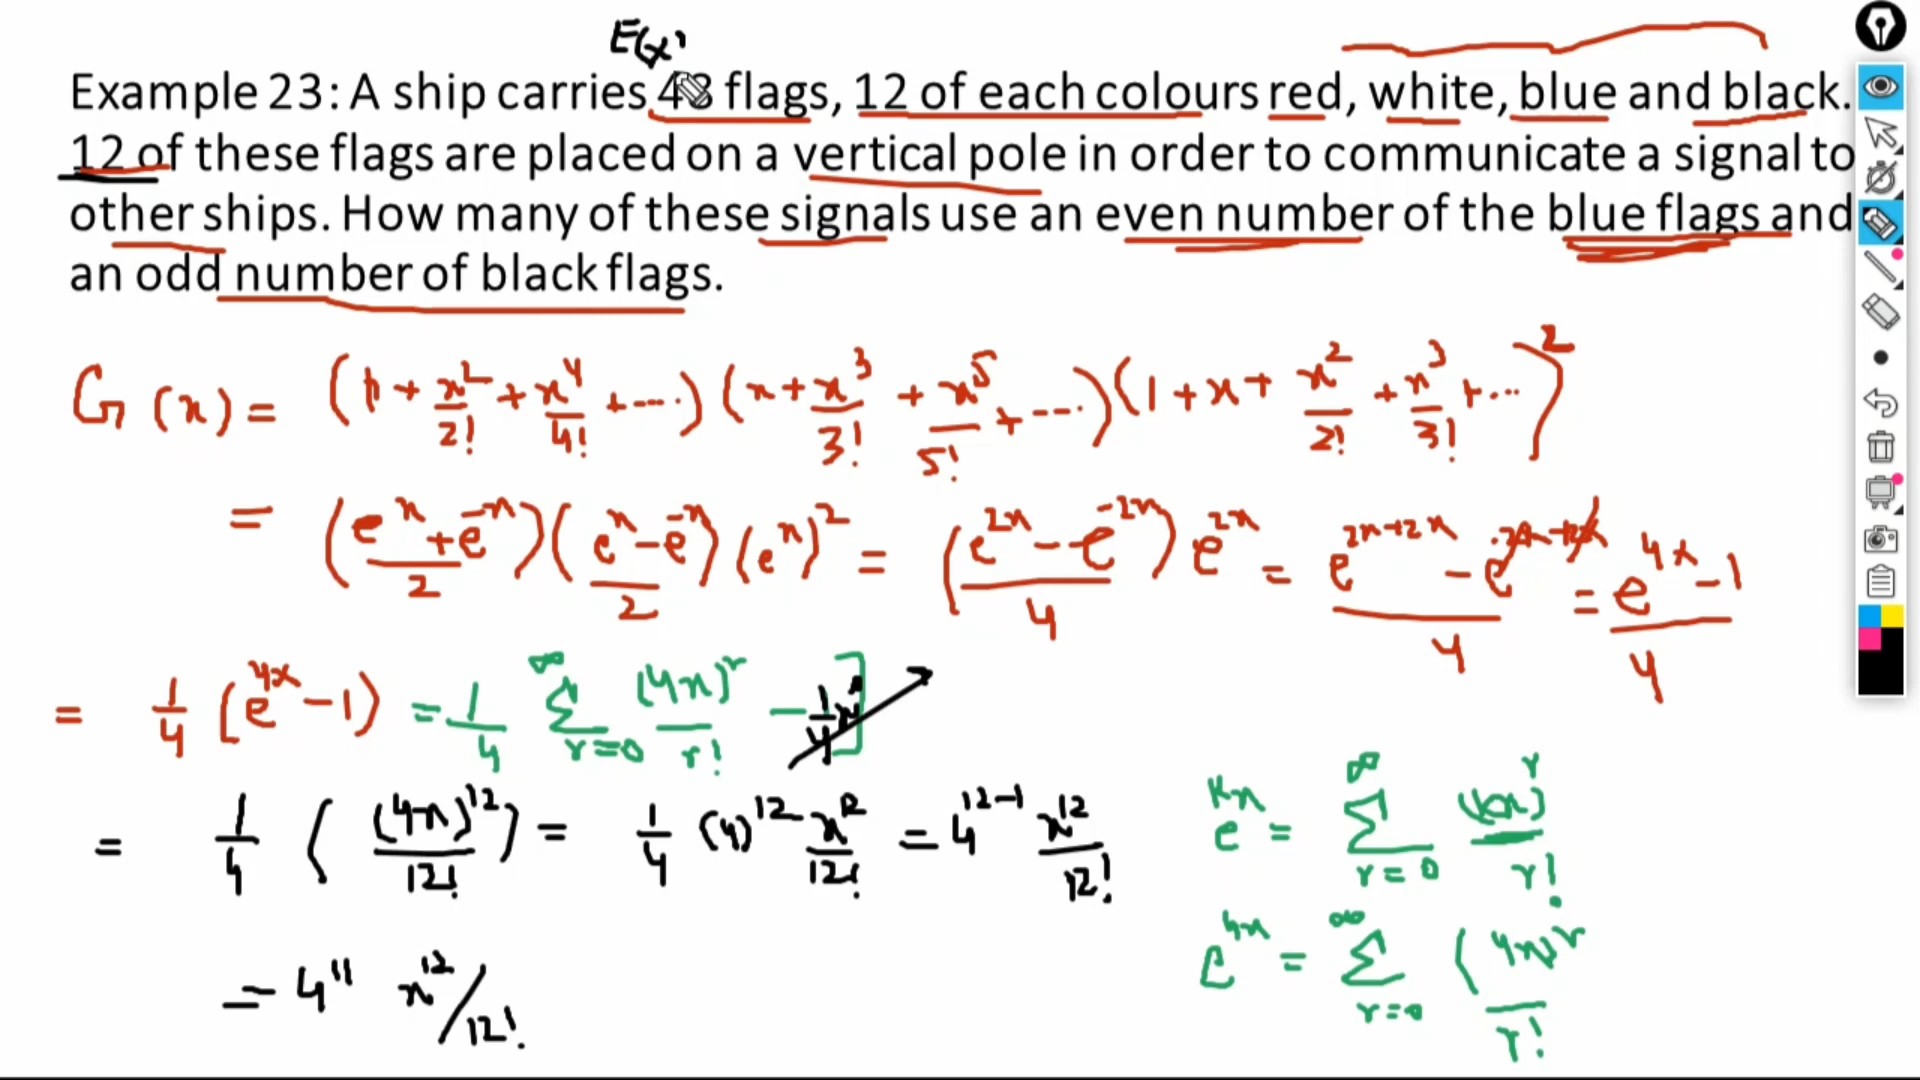 E(x)
Example 23: A ship carries 48 flags, 12 of each colours red, white, blue and black.
12 of these flags are placed on a vertical pole in order to communicate a signal to
other ships. How many of these signals use an even number of the blue flags and
an odd number of black flags.
G(x) = (1 + x²/2! + x⁴/4! + ...) (x + x³/3! + x⁵/5! + ...) (1 + x + x²/2! + x³/3! + ...)²
= ((eˣ + e⁻ˣ)/2) ((eˣ - e⁻ˣ)/2) (eˣ)² = ((e²ˣ - e⁻²ˣ)/4) e²ˣ = (e²ˣ⁺²ˣ - e⁻²ˣ⁺²ˣ)/4 = (e⁴ˣ - 1)/4
= 1/4 (e⁴ˣ - 1) = 1/4 ∞∑r=0 (4x)ʳ/r! - 1/4 ]
= 1/4 ((4x)¹²/12!) = 1/4 (4)¹² x¹²/12! = 4¹²⁻¹ x¹²/12!
eᵏˣ = ∞∑r=0 (kx)ʳ/r!
= 4¹¹ x¹²/12!
e⁴ˣ = ∞∑r=0 (4x)ʳ/r!